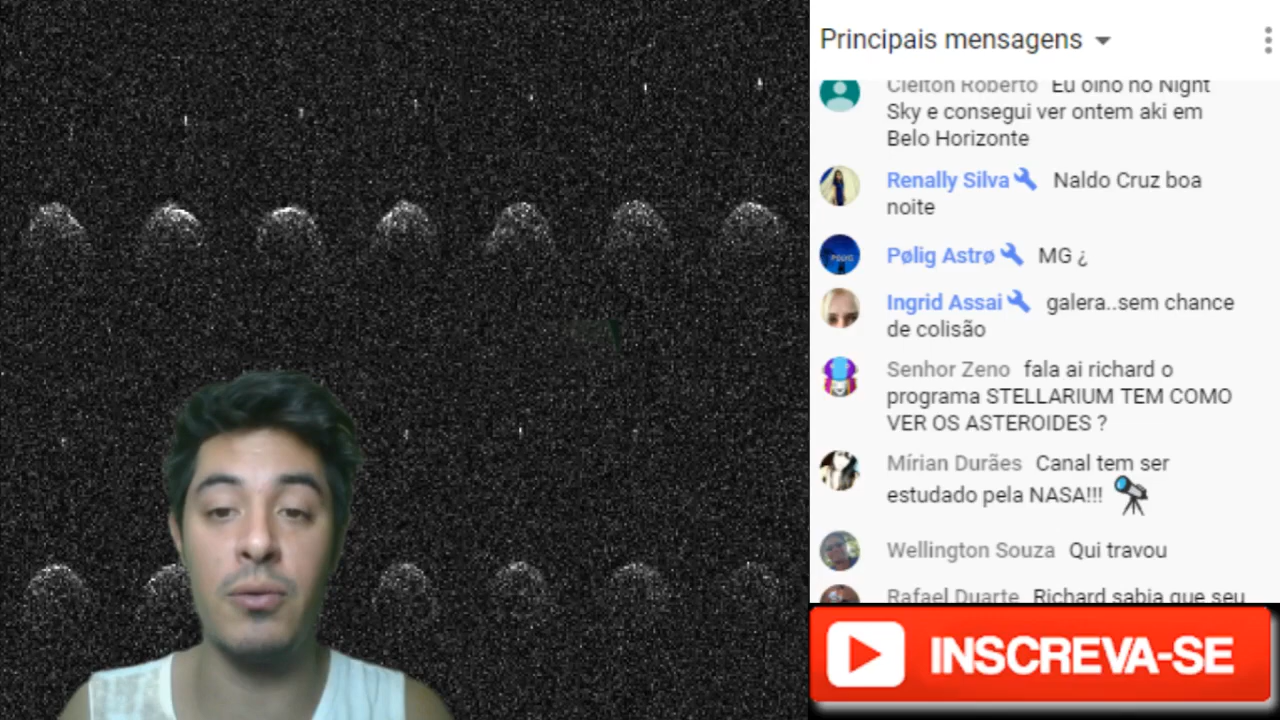 Principais mensagens
Cleiton Roberto Eu olho no Night
Sky e consegui ver ontem aki em
Belo Horizonte
Renally Silva Naldo Cruz boa
noite
Pølig Astrø MG ¿
Ingrid Assai galera..sem chance
de colisão
Senhor Zeno fala ai richard o
programa STELLARIUM TEM COMO
VER OS ASTEROIDES ?
Mírian Durães Canal tem ser
estudado pela NASA!!!
Wellington Souza Qui travou
Rafael Duarte Richard sabia que seu
INSCREVA-SE